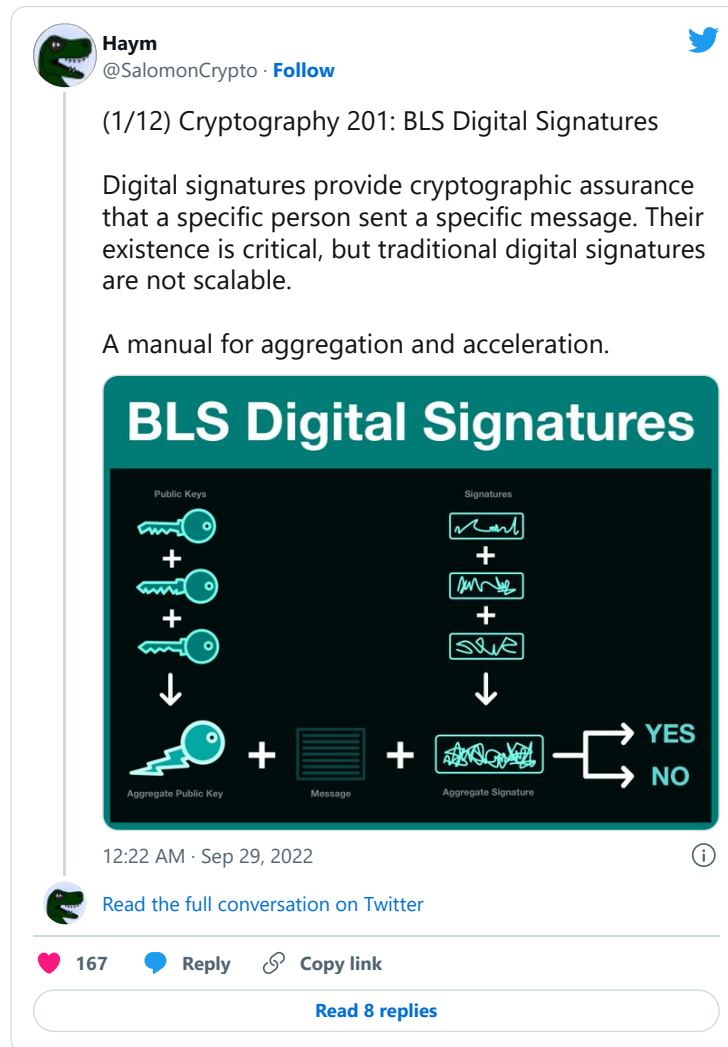 Haym
@SalomonCrypto · Follow
(1/12) Cryptography 201: BLS Digital Signatures
Digital signatures provide cryptographic assurance
that a specific person sent a specific message. Their
existence is critical, but traditional digital signatures
are not scalable.
A manual for aggregation and acceleration.
BLS Digital Signatures
Public Keys
Signatures
+
+
+
+
YES
+
+
NO
Aggregate Public Key
Message
Aggregate Signature
12:22 AM · Sep 29, 2022
Read the full conversation on Twitter
167 Reply Copy link
Read 8 replies